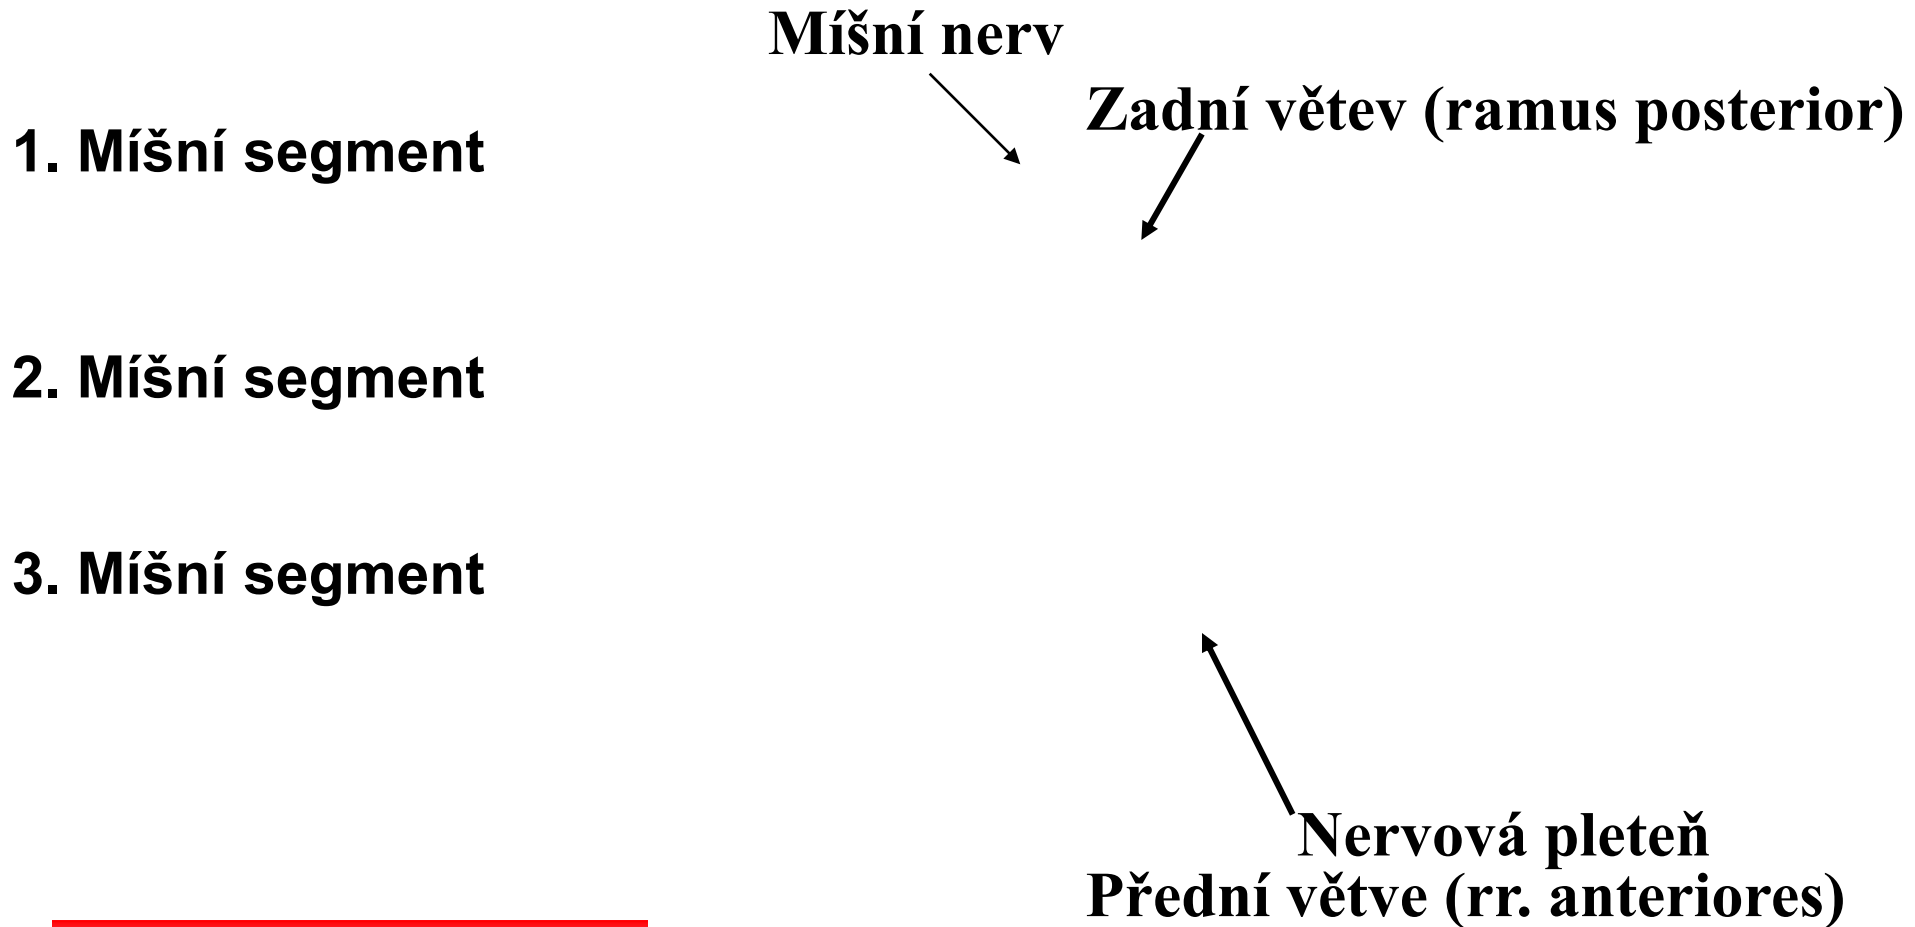 Míšní nerv
Zadní větev (ramus posterior)
1. Míšní segment
2. Míšní segment
3. Míšní segment
Nervová pleteň
Přední větve (rr. anteriores)